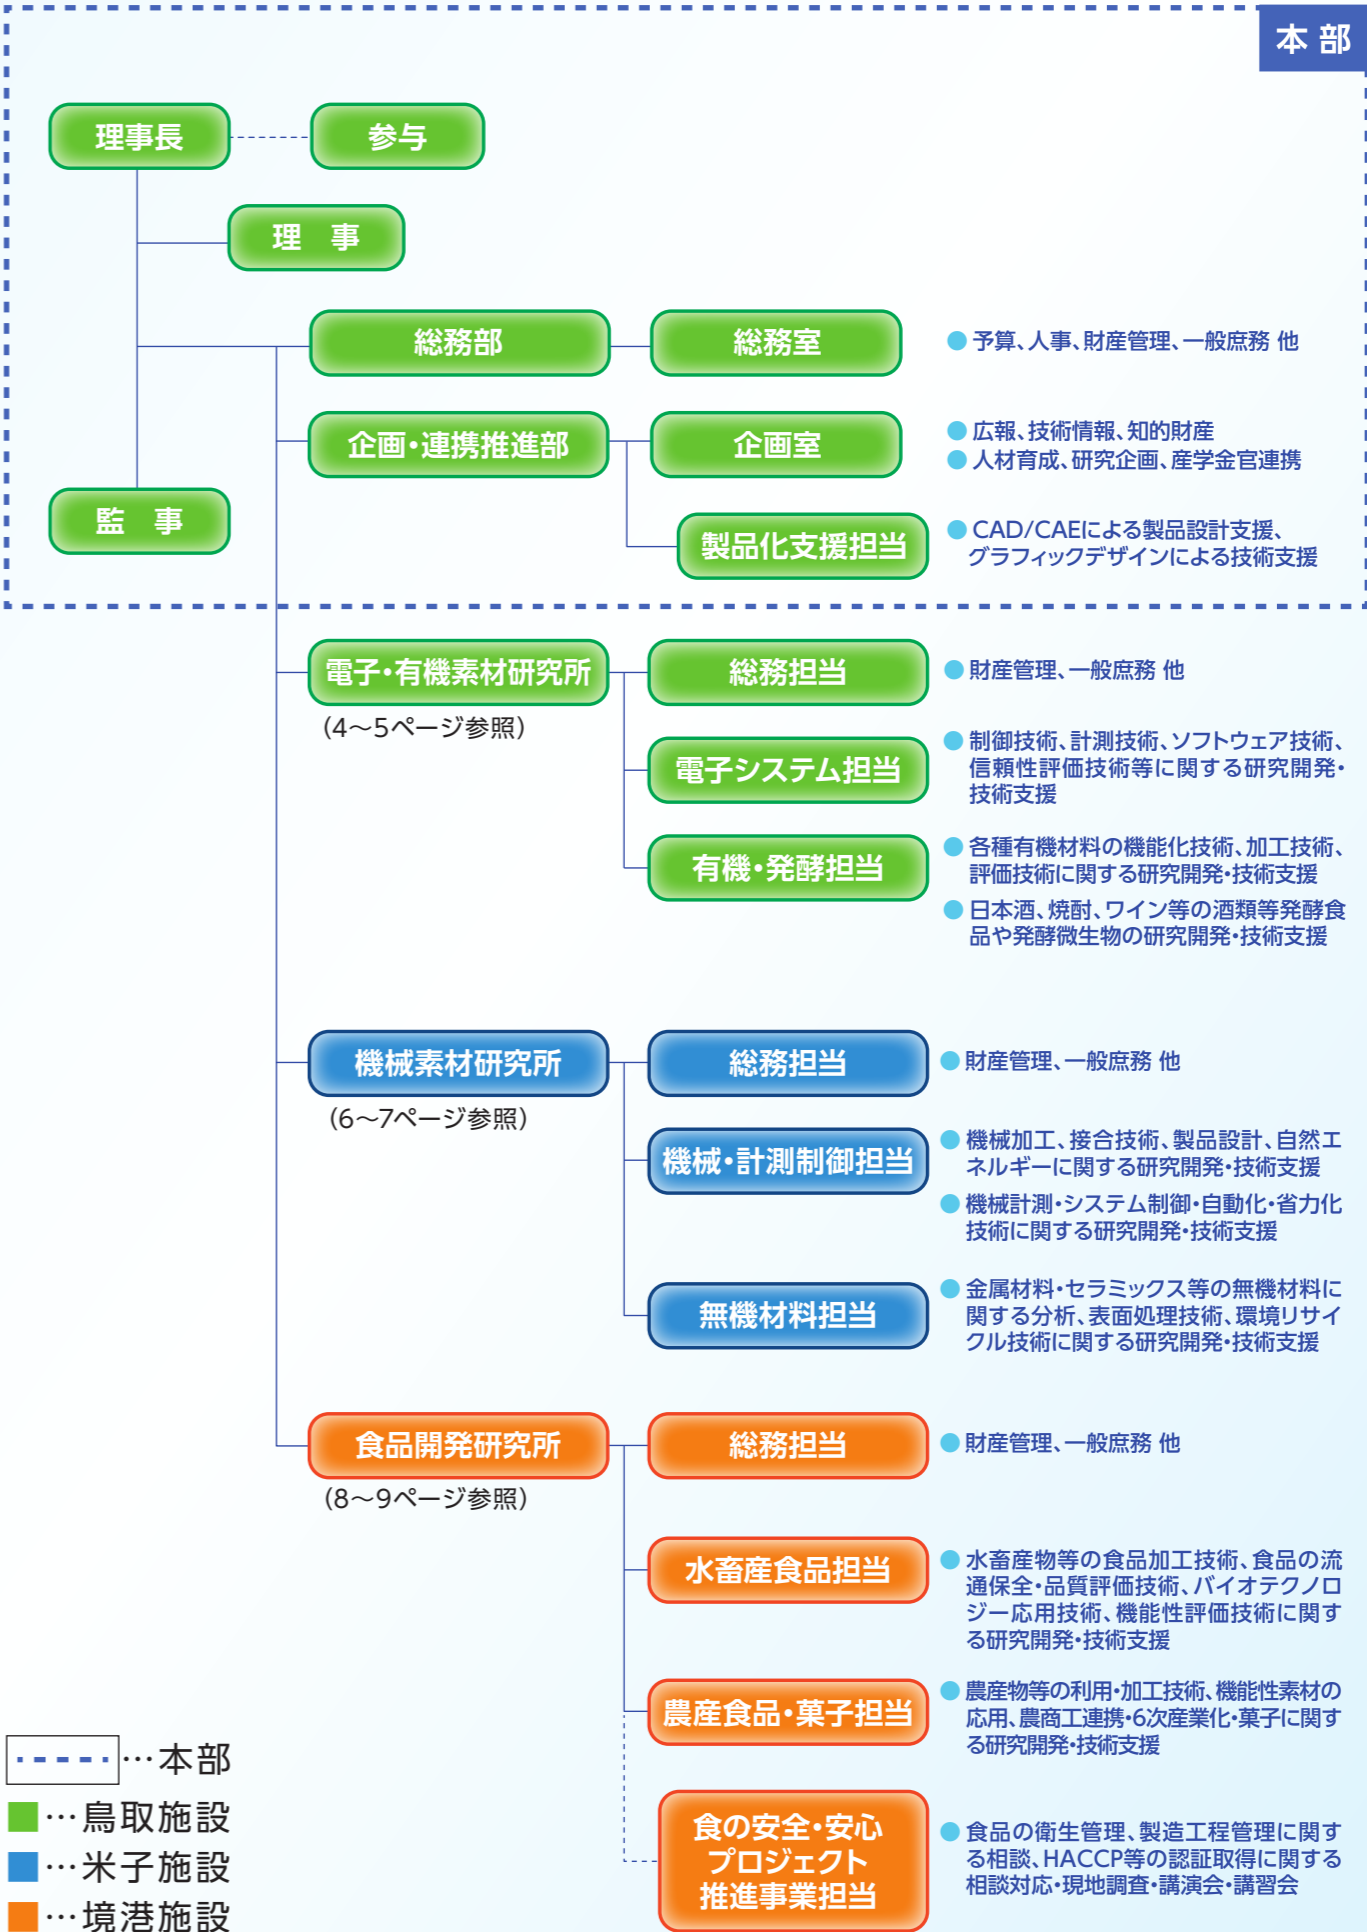 本部
理事長
参与
理　事
総務部
総務室
● 予算、人事、財産管理、一般庶務 他
企画・連携推進部
企画室
● 広報、技術情報、知的財産
● 人材育成、研究企画、産学金官連携
監　事
製品化支援担当
● CAD/CAEによる製品設計支援、
グラフィックデザインによる技術支援
電子・有機素材研究所
(4～5ページ参照)
総務担当
● 財産管理、一般庶務 他
電子システム担当
● 制御技術、計測技術、ソフトウェア技術、
信頼性評価技術等に関する研究開発・
技術支援
有機・発酵担当
● 各種有機材料の機能化技術、加工技術、
評価技術に関する研究開発・技術支援
● 日本酒、焼酎、ワイン等の酒類等発酵食
品や発酵微生物の研究開発・技術支援
機械素材研究所
(6～7ページ参照)
総務担当
● 財産管理、一般庶務 他
機械・計測制御担当
● 機械加工、接合技術、製品設計、自然エ
ネルギーに関する研究開発・技術支援
● 機械計測・システム制御・自動化・省力化
技術に関する研究開発・技術支援
無機材料担当
● 金属材料・セラミックス等の無機材料に
関する分析、表面処理技術、環境リサイ
クル技術に関する研究開発・技術支援
食品開発研究所
(8～9ページ参照)
総務担当
● 財産管理、一般庶務 他
水畜産食品担当
● 水畜産物等の食品加工技術、食品の流
通保全・品質評価技術、バイオテクノロ
ジー応用技術、機能性評価技術に関す
る研究開発・技術支援
農産食品・菓子担当
● 農産物等の利用・加工技術、機能性素材の
応用、農商工連携・6次産業化・菓子に関す
る研究開発・技術支援
食の安全・安心
プロジェクト
推進事業担当
● 食品の衛生管理、製造工程管理に関す
る相談、HACCP等の認証取得に関する
相談対応・現地調査・講演会・講習会
…本部
■…鳥取施設
■…米子施設
■…境港施設